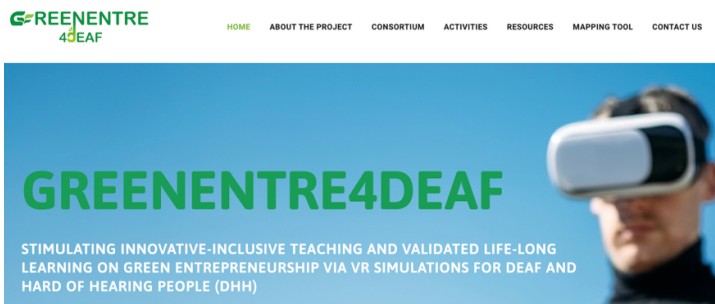 GREENENTRE
4DEAF
HOME ABOUT THE PROJECT CONSORTIUM ACTIVITIES RESOURCES MAPPING TOOL CONTACT US
GREENENTRE4DEAF
STIMULATING INNOVATIVE-INCLUSIVE TEACHING AND VALIDATED LIFE-LONG
LEARNING ON GREEN ENTREPRENEURSHIP VIA VR SIMULATIONS FOR DEAF AND
HARD OF HEARING PEOPLE (DHH)